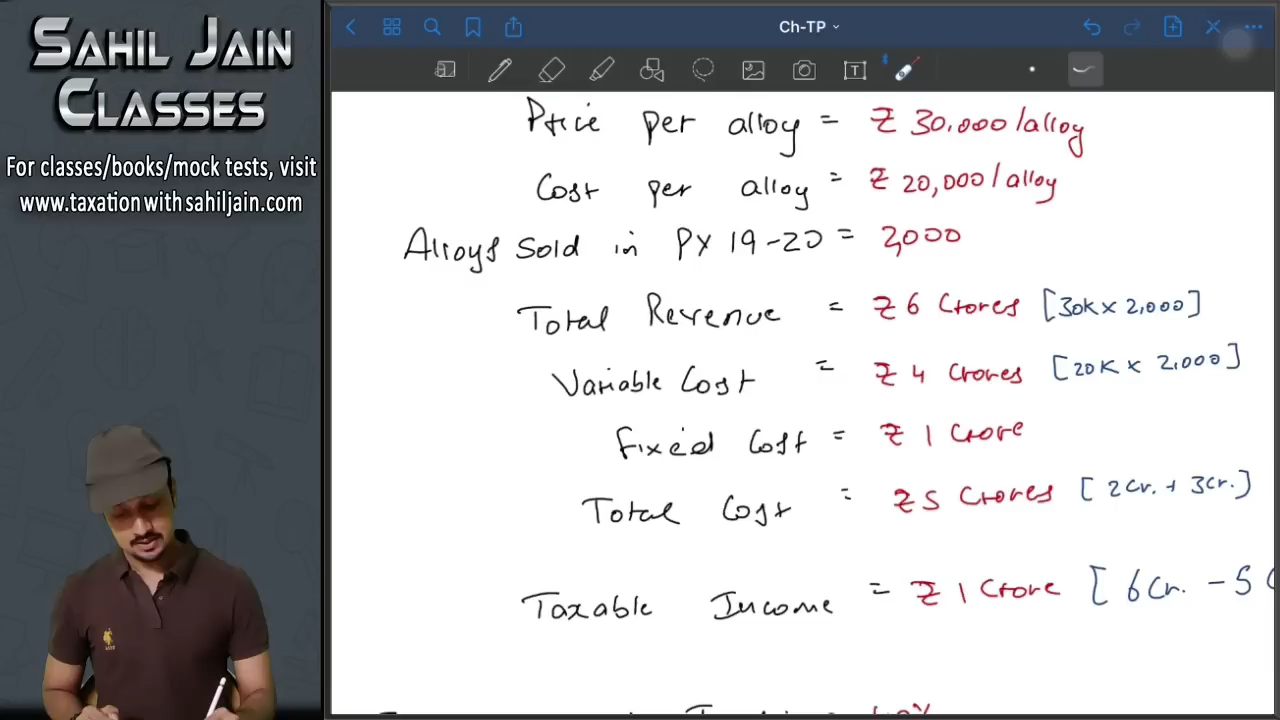 SAHIL JAIN
CLASSES
For classes/books/mock tests, visit
www.taxationwithsahiljain.com
Ch-TP
Price per alloy = ₹ 30,000/alloy
Cost per alloy = ₹ 20,000/alloy
Alloys sold in PY 19-20 = 2,000
Total Revenue = ₹ 6 Crores [30K x 2,000]
Variable Cost = ₹ 4 Crores [20K x 2,000]
Fixed Cost = ₹ 1 Crore
Total Cost = ₹ 5 Crores [2Cr. + 3Cr.]
Taxable Income = ₹ 1 Crore [6Cr. - 5